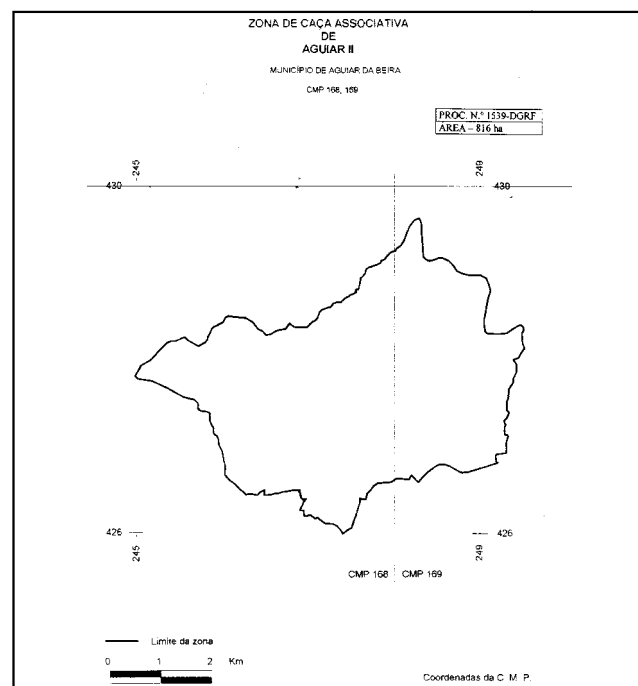 ZONA DE CAÇA ASSOCIATIVA
DE
AGUIAR II
MUNICÍPIO DE AGUIAR DA BEIRA
CMP 168, 169
PROC. N.º 1539-DGRF
AREA – 816 ha
245
249
430
430
426
426
245
249
CMP 168
CMP 169
Limite da zona
0 1 2 Km
Coordenadas da C. M. P.